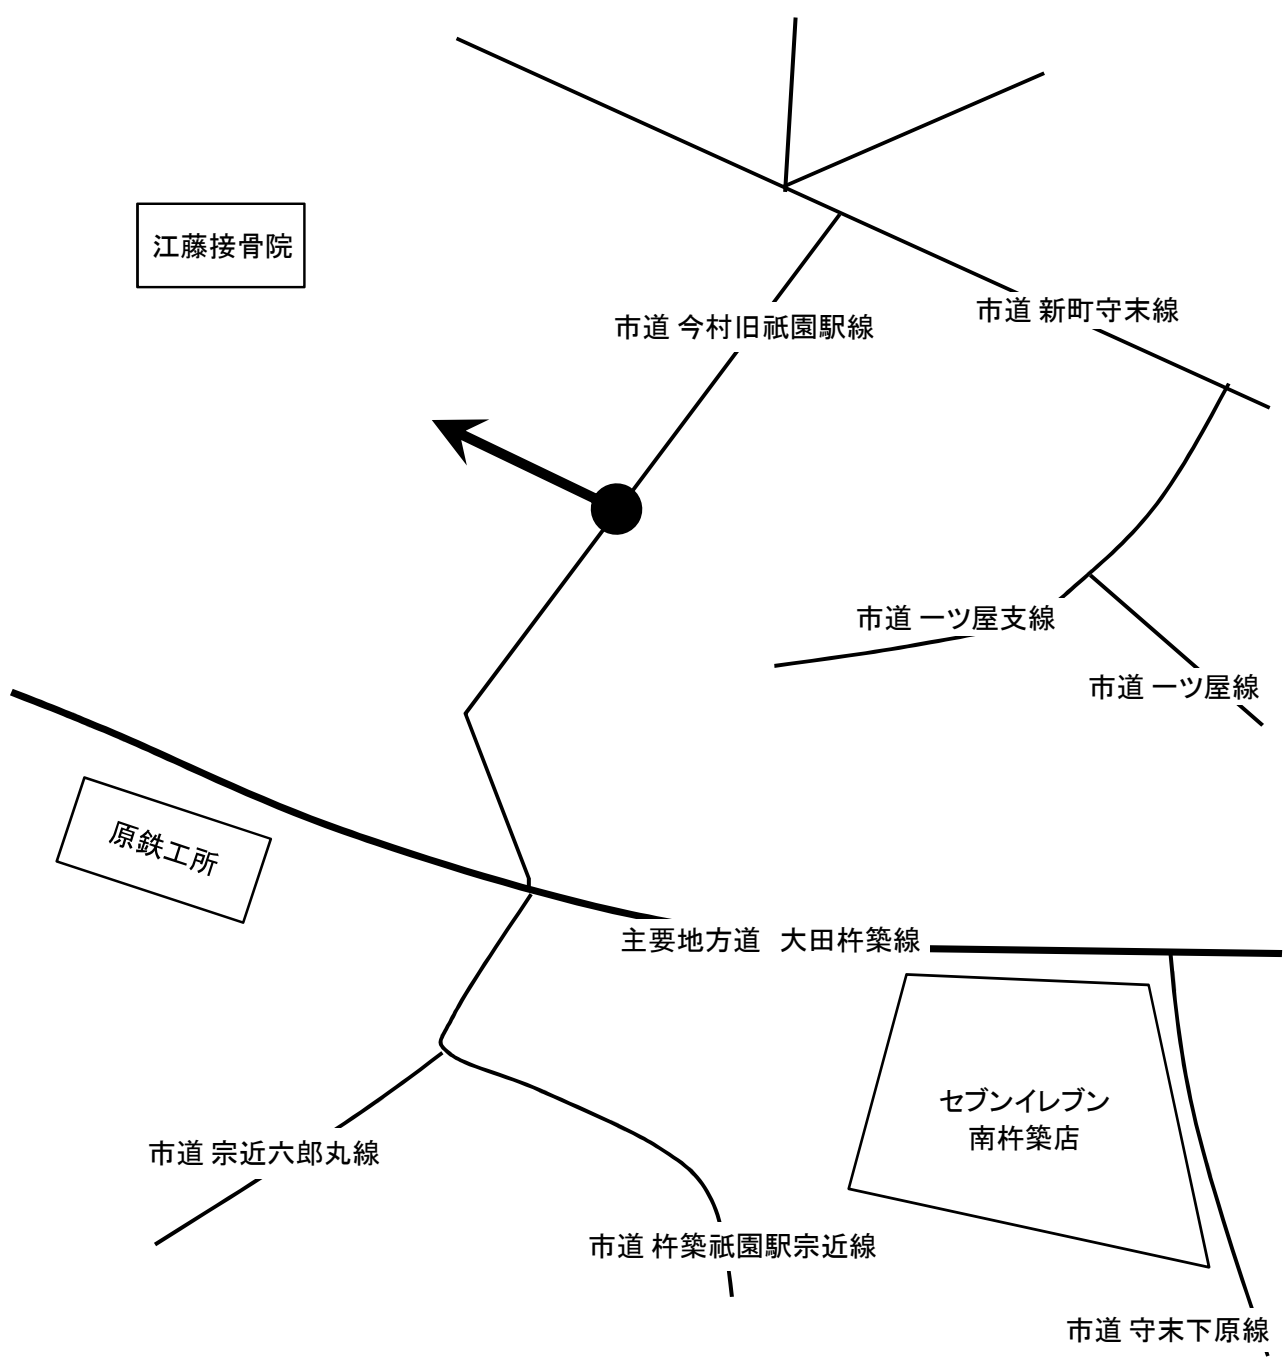 江藤接骨院
市道 新町守末線
市道 今村旧祇園駅線
市道 一ツ屋支線
市道 一ツ屋線
原鉄工所
主要地方道　大田杵築線
セブンイレブン
南杵築店
市道 宗近六郎丸線
市道 杵築祇園駅宗近線
市道 守末下原線